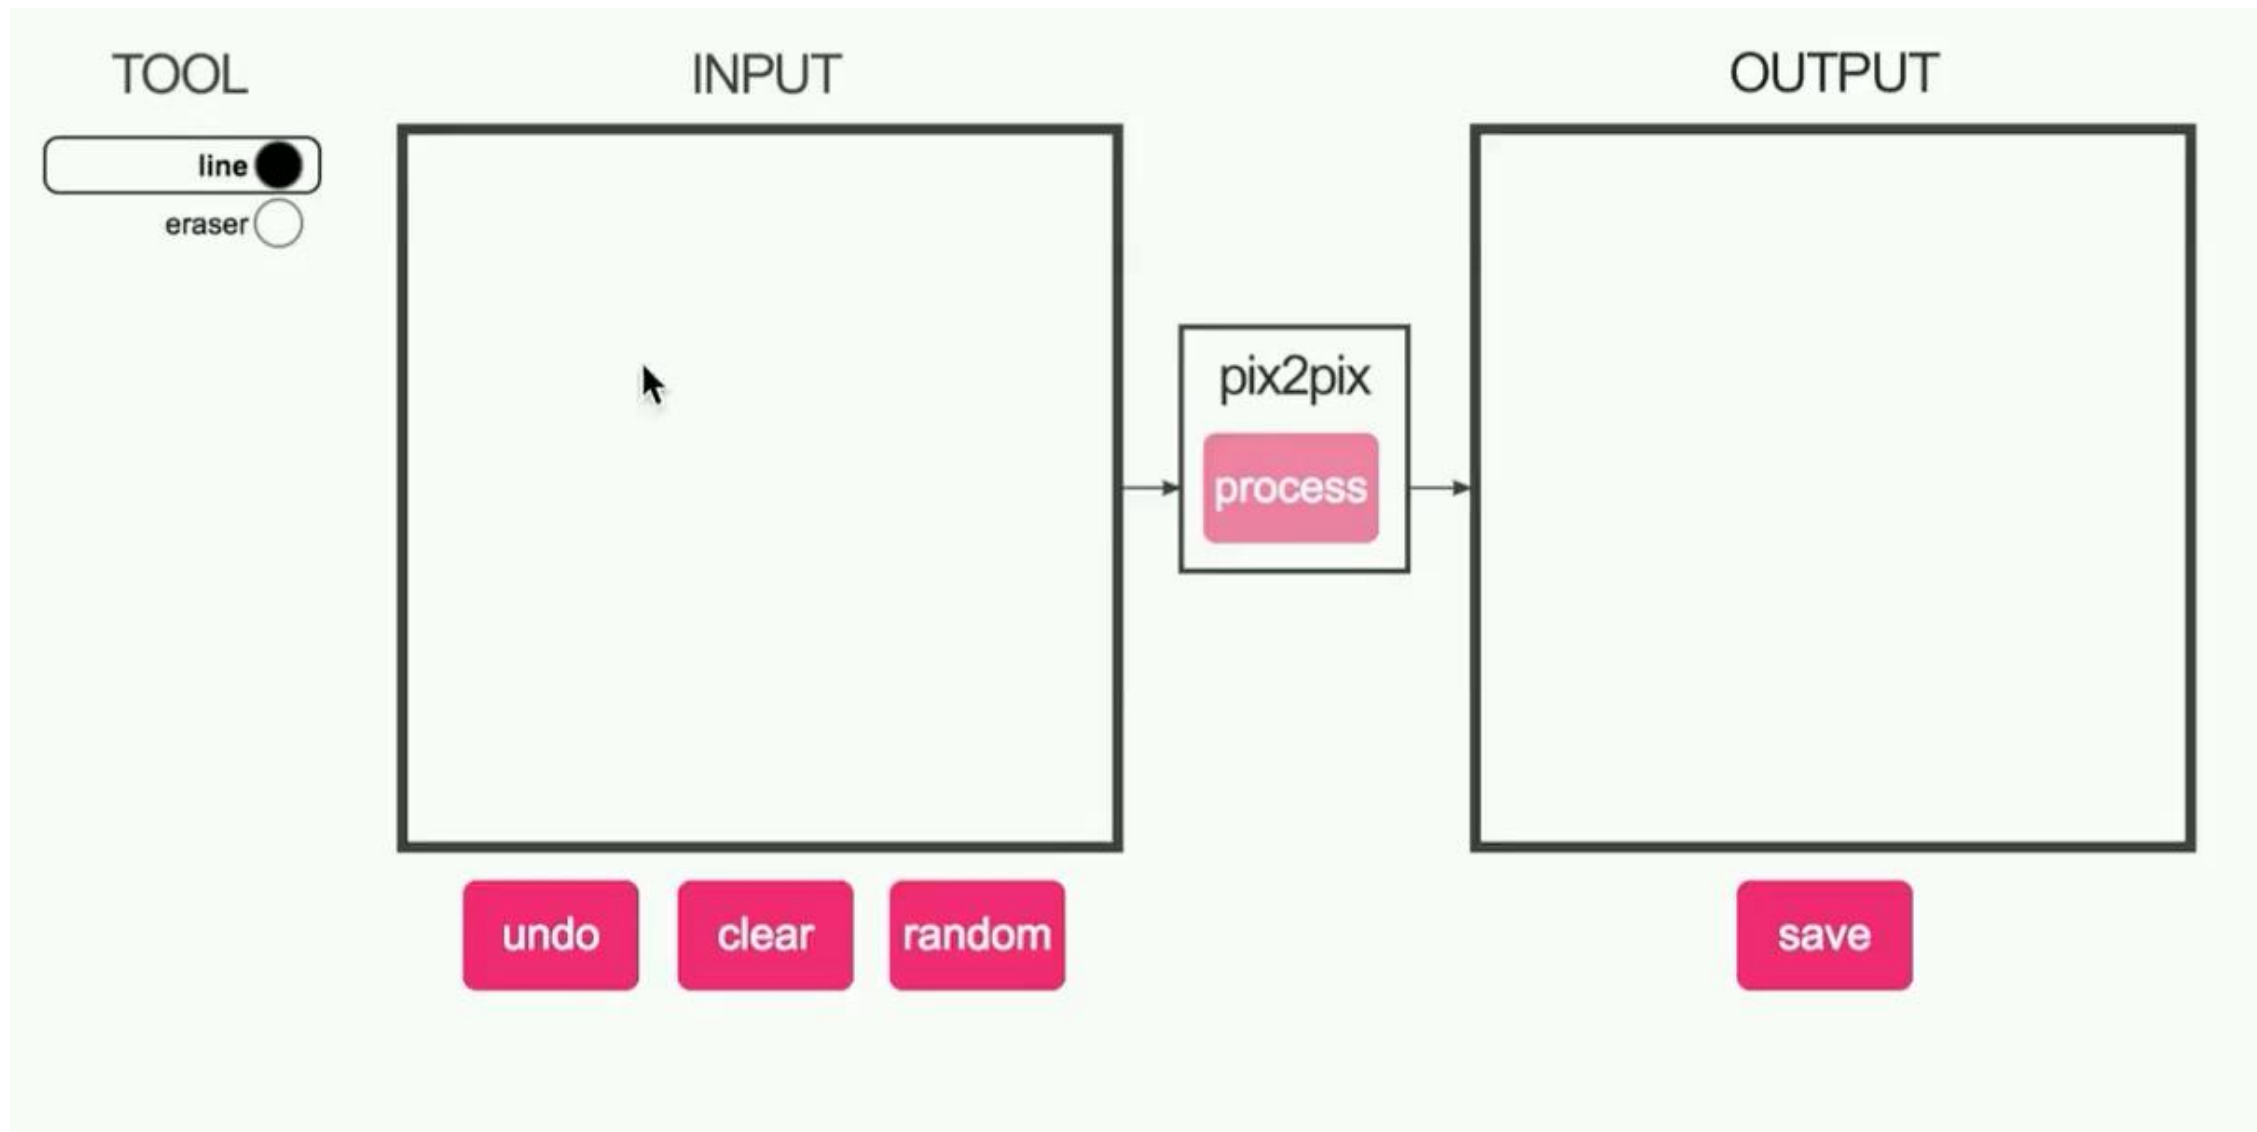 TOOL
line
eraser
INPUT
undo
clear
random
pix2pix
process
OUTPUT
save